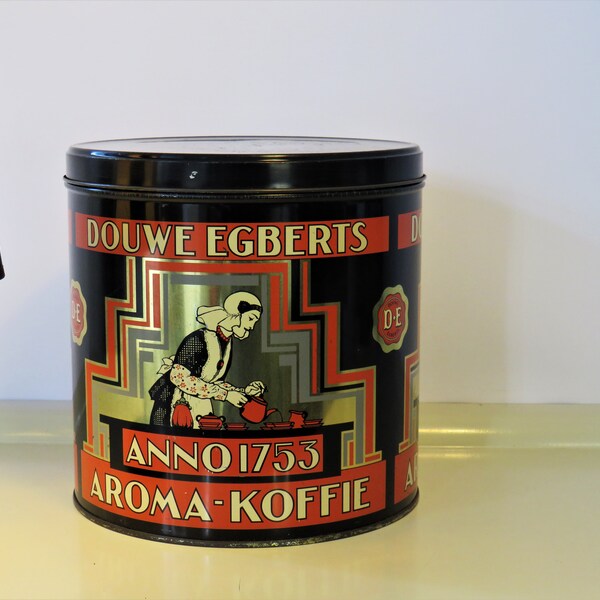 DOUWE EGBERTS
D·E
D·E
ANNO 1753
AROMA-KOFFIE